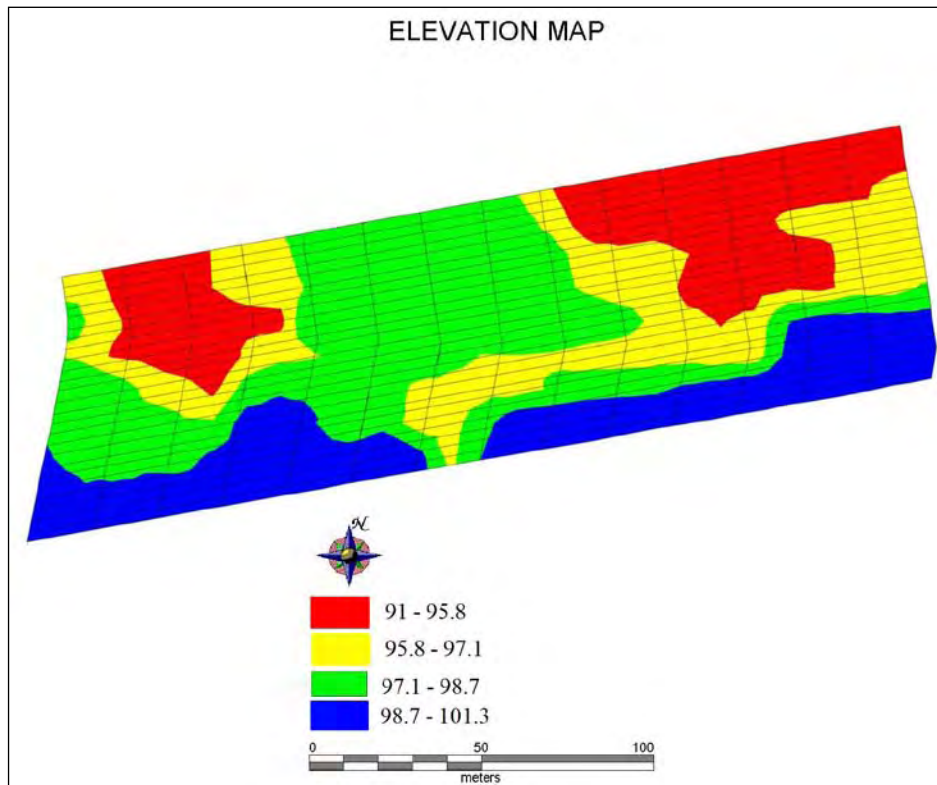 ELEVATION MAP
N
91 - 95.8
95.8 - 97.1
97.1 - 98.7
98.7 - 101.3
0 50 100
meters